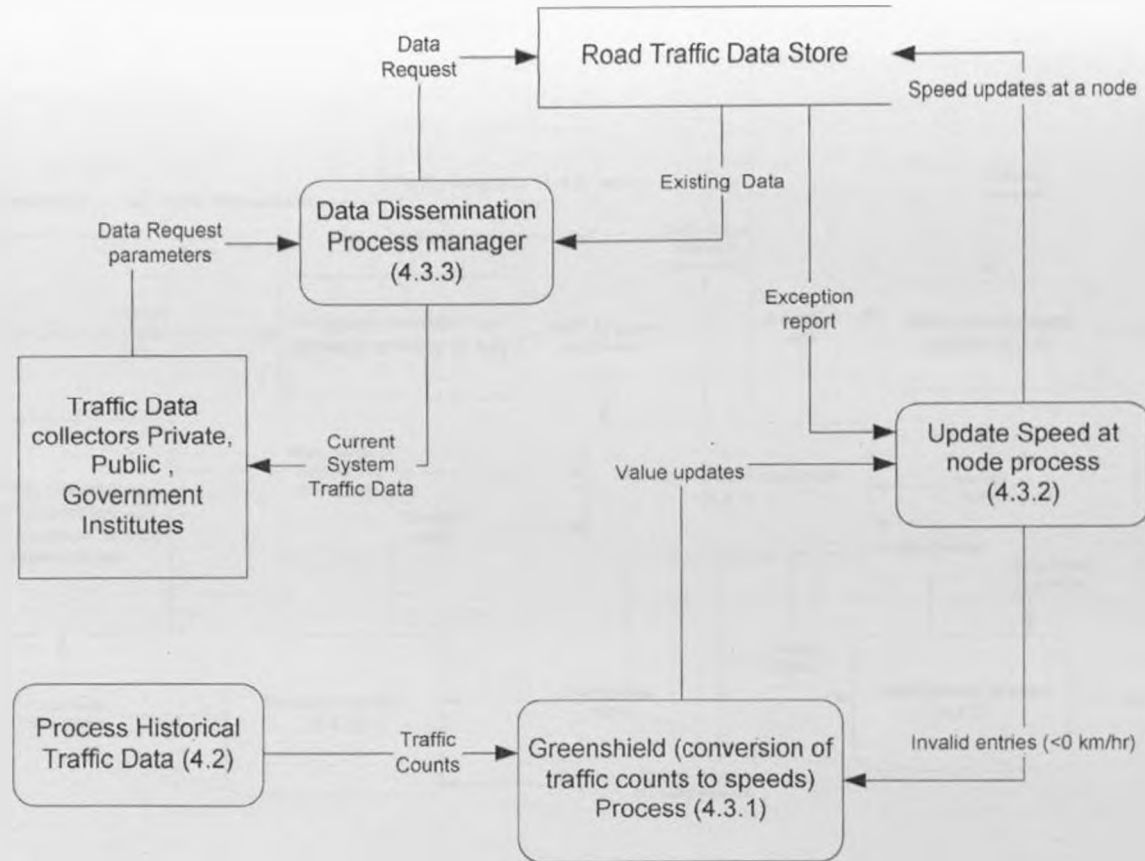 Data
Request
Road Traffic Data Store
Speed updates at a node
Existing Data
Data Dissemination
Process manager
(4.3.3)
Data Request
parameters
Exception
report
Traffic Data
collectors Private,
Public ,
Government
Institutes
Current
System
Traffic Data
Value updates
Update Speed at
node process
(4.3.2)
Process Historical
Traffic Data (4.2)
Traffic
Counts
Greenshield (conversion of
traffic counts to speeds)
Process (4.3.1)
Invalid entries (<0 km/hr)